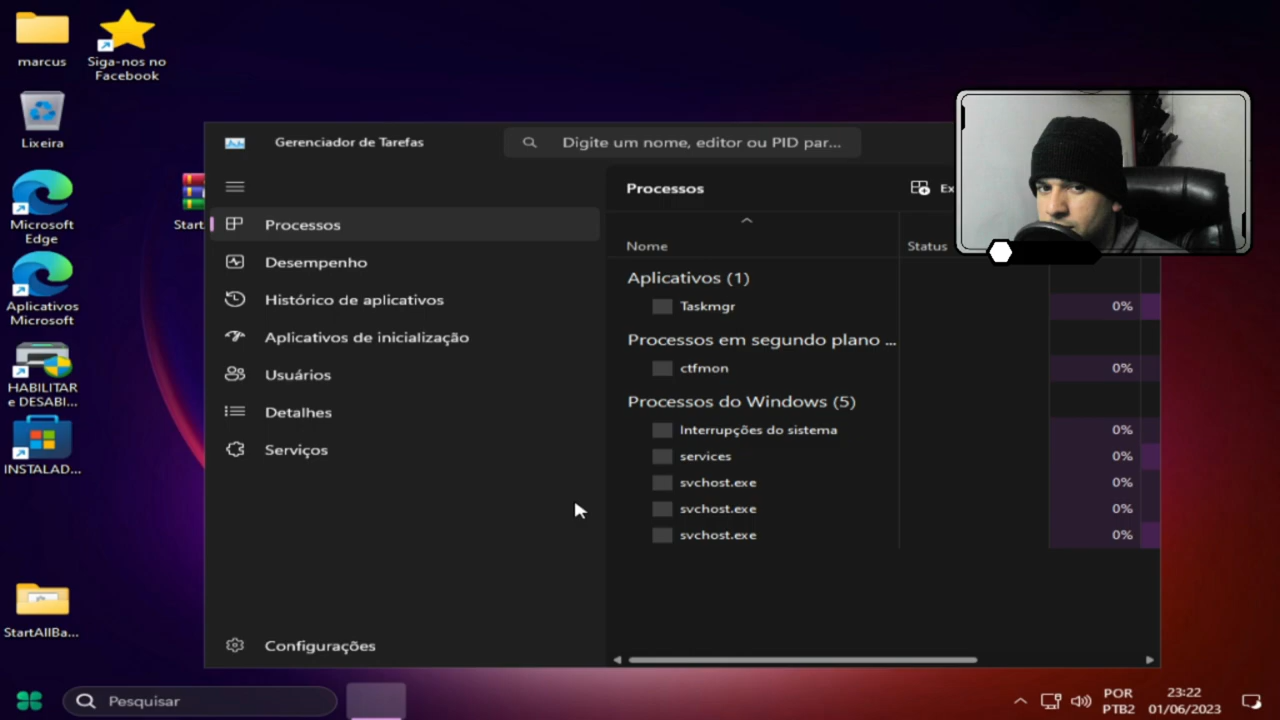 marcus
Siga-nos no
Facebook
Lixeira
Microsoft
Edge
Aplicativos
Microsoft
HABILITAR
e DESABI...
INSTALAD...
StartAllBa...
Start
Gerenciador de Tarefas
Digite um nome, editor ou PID par...
Processos
Desempenho
Histórico de aplicativos
Aplicativos de inicialização
Usuários
Detalhes
Serviços
Configurações
Processos
Ex
Nome
Status
Aplicativos (1)
Taskmgr
0%
Processos em segundo plano ...
ctfmon
0%
Processos do Windows (5)
Interrupções do sistema
0%
services
0%
svchost.exe
0%
svchost.exe
0%
svchost.exe
0%
Pesquisar
POR
PTB2
23:22
01/06/2023